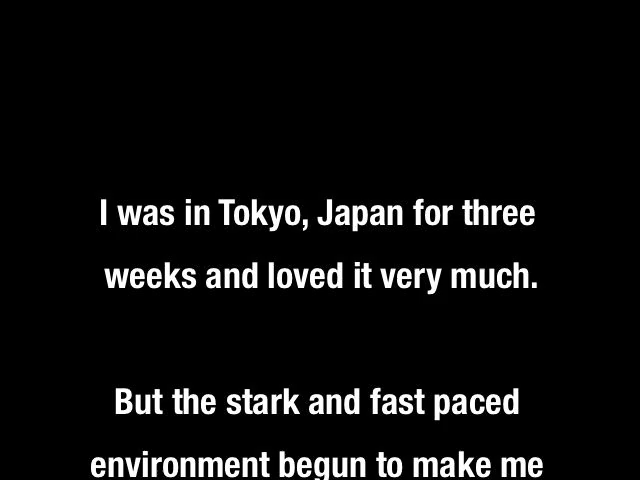 I was in Tokyo, Japan for three
weeks and loved it very much.
But the stark and fast paced
environment begun to make me